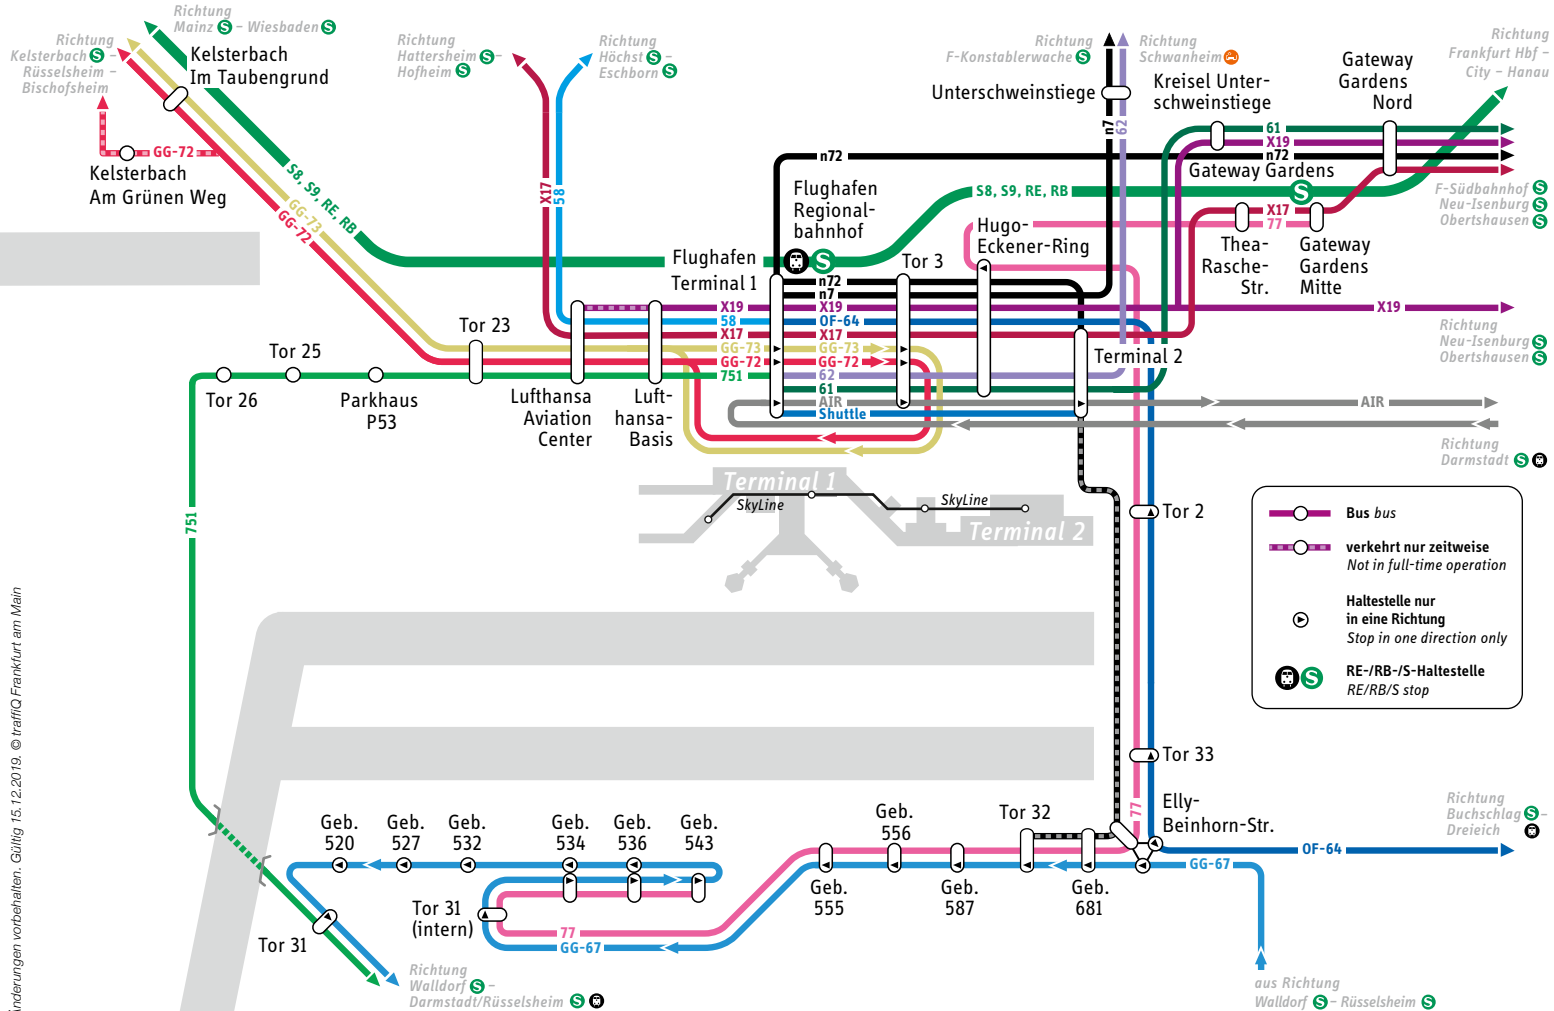 Richtung
Mainz S – Wiesbaden S
Richtung
Kelsterbach S –
Rüsselsheim –
Bischofsheim
Kelsterbach
Im Taubengrund
Richtung
Hattersheim S –
Hofheim S
Richtung
Höchst S –
Eschborn S
Richtung
F-Konstablerwache S
Richtung
Schwanheim
Unterschweinstiege
Kreisel Unter-
schweinstiege
Gateway
Gardens
Nord
Richtung
Frankfurt Hbf –
City – Hanau
GG-72
Kelsterbach
Am Grünen Weg
S8, S9, RE, RB
GG-73
GG-72
X17
58
n7
62
61
X19
n72
n72
Gateway Gardens
S
S8, S9, RE, RB
Flughafen
Regional-
bahnhof
Hugo-
Eckener-Ring
X17
77
Thea-
Rasche-
Str.
Gateway
Gardens
Mitte
F-Südbahnhof S
Neu-Isenburg S
Obertshausen S
Flughafen
Terminal 1
S
Tor 3
n72
n7
X19
X19
X19
58
OF-64
X17
X17
GG-73
GG-73
GG-72
GG-72
751
62
61
AIR
AIR
Shuttle
Terminal 2
Richtung
Neu-Isenburg S
Obertshausen S
Tor 23
Tor 25
Tor 26
Parkhaus
P53
Lufthansa
Aviation
Center
Luft-
hansa-
Basis
Richtung
Darmstadt S
Terminal 1
SkyLine
SkyLine
Terminal 2
Tor 2
751
Bus bus
verkehrt nur zeitweise
Not in full-time operation
Haltestelle nur
in eine Richtung
Stop in one direction only
S
RE-/RB-/S-Haltestelle
RE/RB/S stop
Tor 33
77
Elly-
Beinhorn-Str.
Richtung
Buchschlag S –
Dreieich
OF-64
GG-67
Geb.
520
Geb.
527
Geb.
532
Geb.
534
Geb.
536
Geb.
543
Geb.
556
Tor 32
Geb.
555
Geb.
587
Geb.
681
Tor 31
(intern)
77
GG-67
Tor 31
Richtung
Walldorf S –
Darmstadt/Rüsselsheim S
aus Richtung
Walldorf S – Rüsselsheim S
Änderungen vorbehalten. Gültig 15.12.2019. © traffiQ Frankfurt am Main